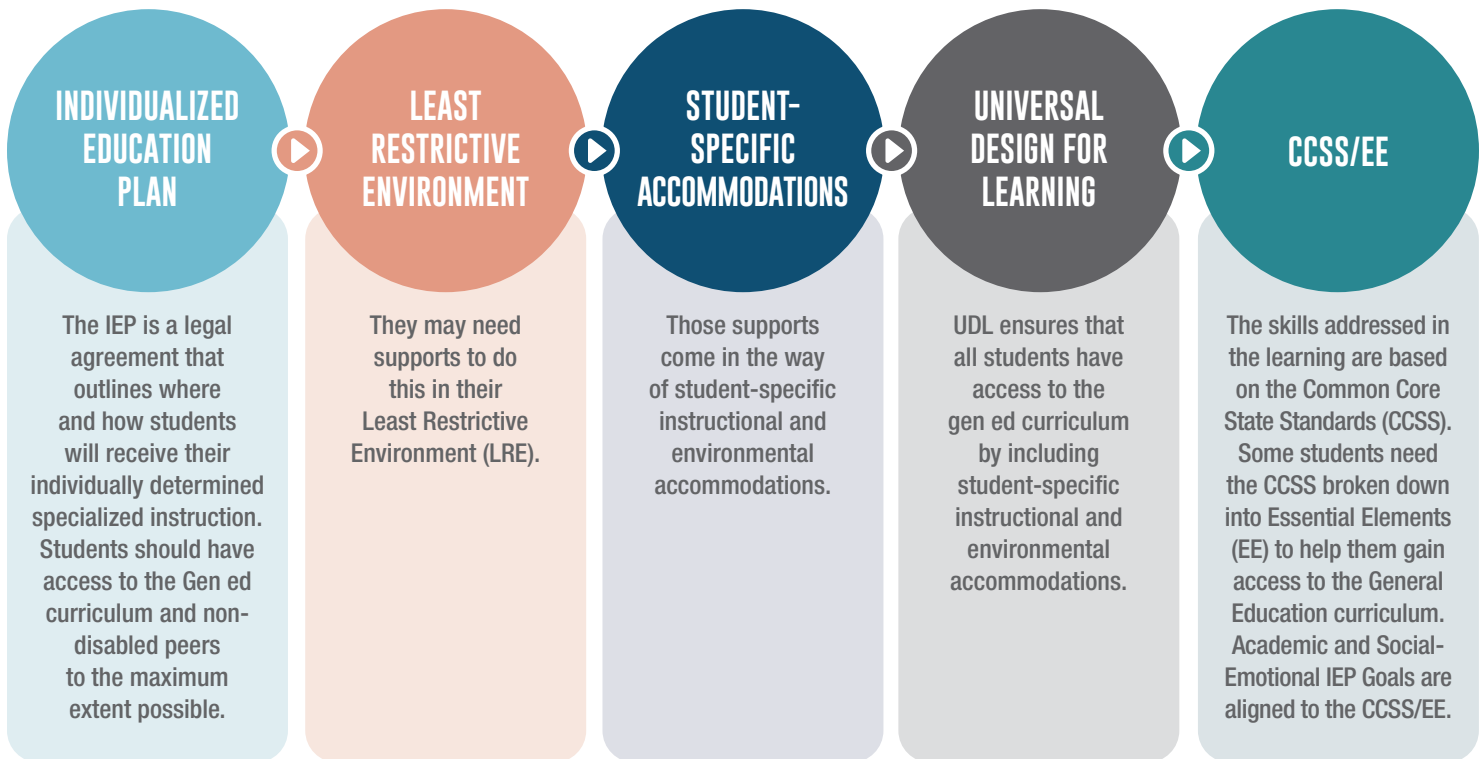 INDIVIDUALIZED
EDUCATION
PLAN
The IEP is a legal
agreement that
outlines where
and how students
will receive their
individually determined
specialized instruction.
Students should have
access to the Gen ed
curriculum and non-
disabled peers
to the maximum
extent possible.
LEAST
RESTRICTIVE
ENVIRONMENT
They may need
supports to do
this in their
Least Restrictive
Environment (LRE).
STUDENT-
SPECIFIC
ACCOMMODATIONS
Those supports
come in the way
of student-specific
instructional and
environmental
accommodations.
UNIVERSAL
DESIGN FOR
LEARNING
UDL ensures that
all students have
access to the
gen ed curriculum
by including
student-specific
instructional and
environmental
accommodations.
CCSS/EE
The skills addressed in
the learning are based
on the Common Core
State Standards (CCSS).
Some students need
the CCSS broken down
into Essential Elements
(EE) to help them gain
access to the General
Education curriculum.
Academic and Social-
Emotional IEP Goals are
aligned to the CCSS/EE.